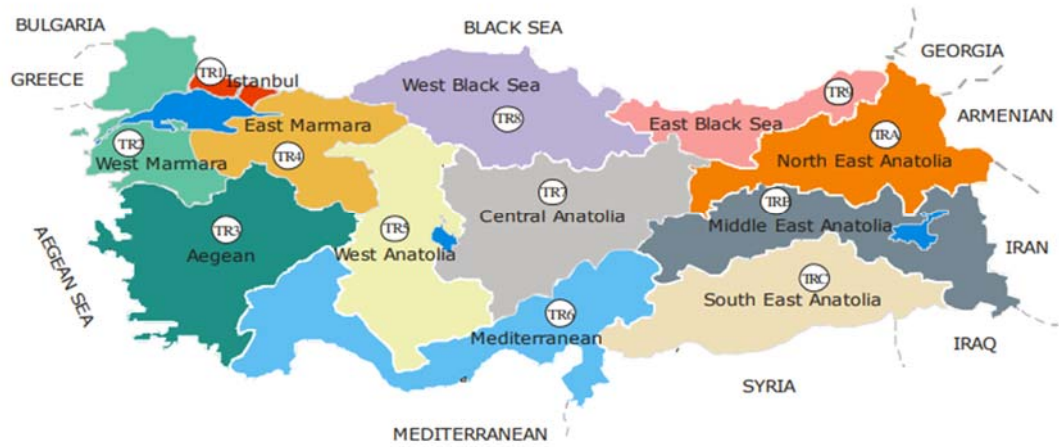 BLACK SEA
BULGARIA
GEORGIA
TR1
Istanbul
GREECE
West Black Sea
TR9
ARMENIAN
TR8
East Marmara
East Black Sea
TRA
TR2
West Marmara
TR4
North East Anatolia
TR7
Central Anatolia
TRB
Middle East Anatolia
AEGEAN SEA
TR3
Aegean
TR5
West Anatolia
IRAN
TRC
South East Anatolia
TR6
Mediterranean
IRAQ
SYRIA
MEDITERRANEAN